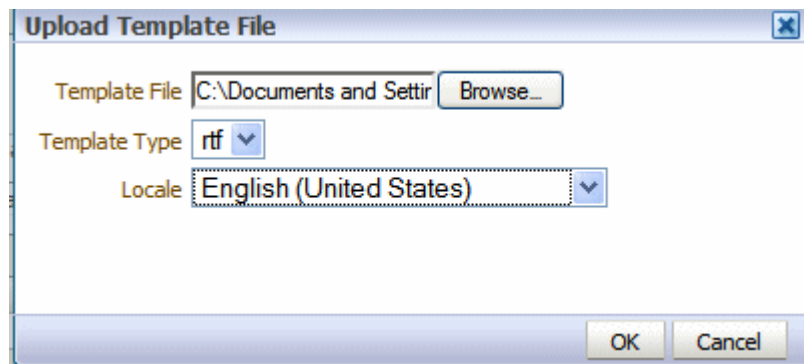 Upload Template File
Template File C:\Documents and Settir Browse...
Template Type rtf
Locale English (United States)
OK Cancel